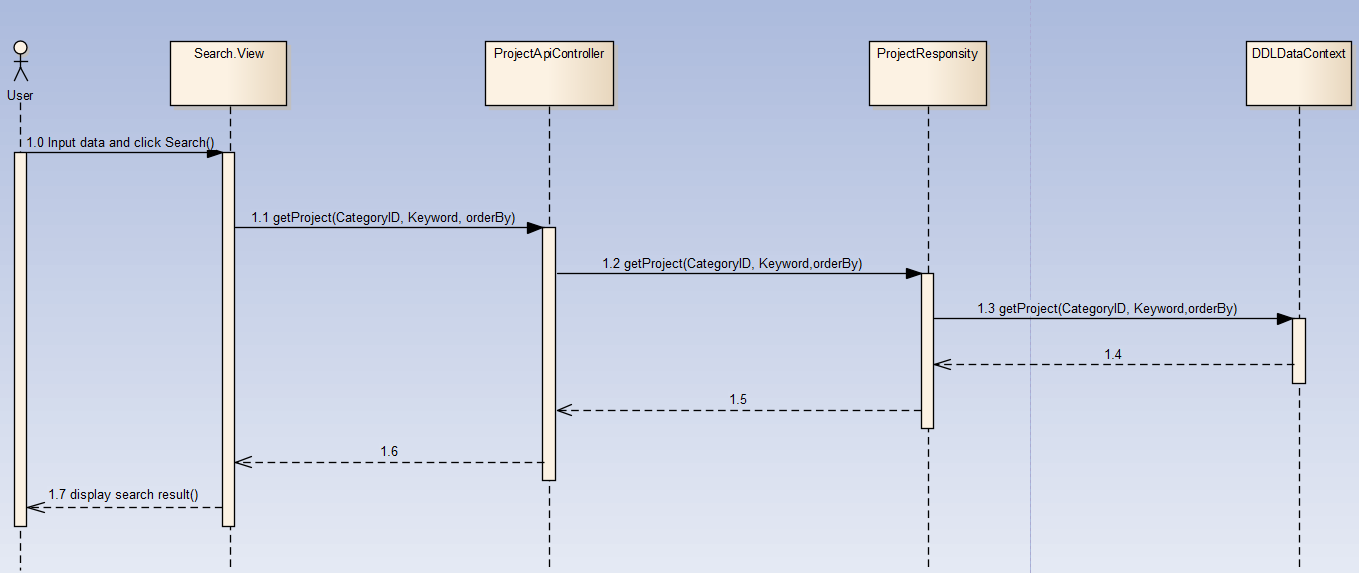 Search.View
ProjectApiController
ProjectResponsity
DDLDataContext
User
1.0 Input data and click Search()
1.1 getProject(CategoryID, Keyword, orderBy)
1.2 getProject(CategoryID, Keyword,orderBy)
1.3 getProject(CategoryID, Keyword,orderBy)
1.4
1.5
1.6
1.7 display search result()